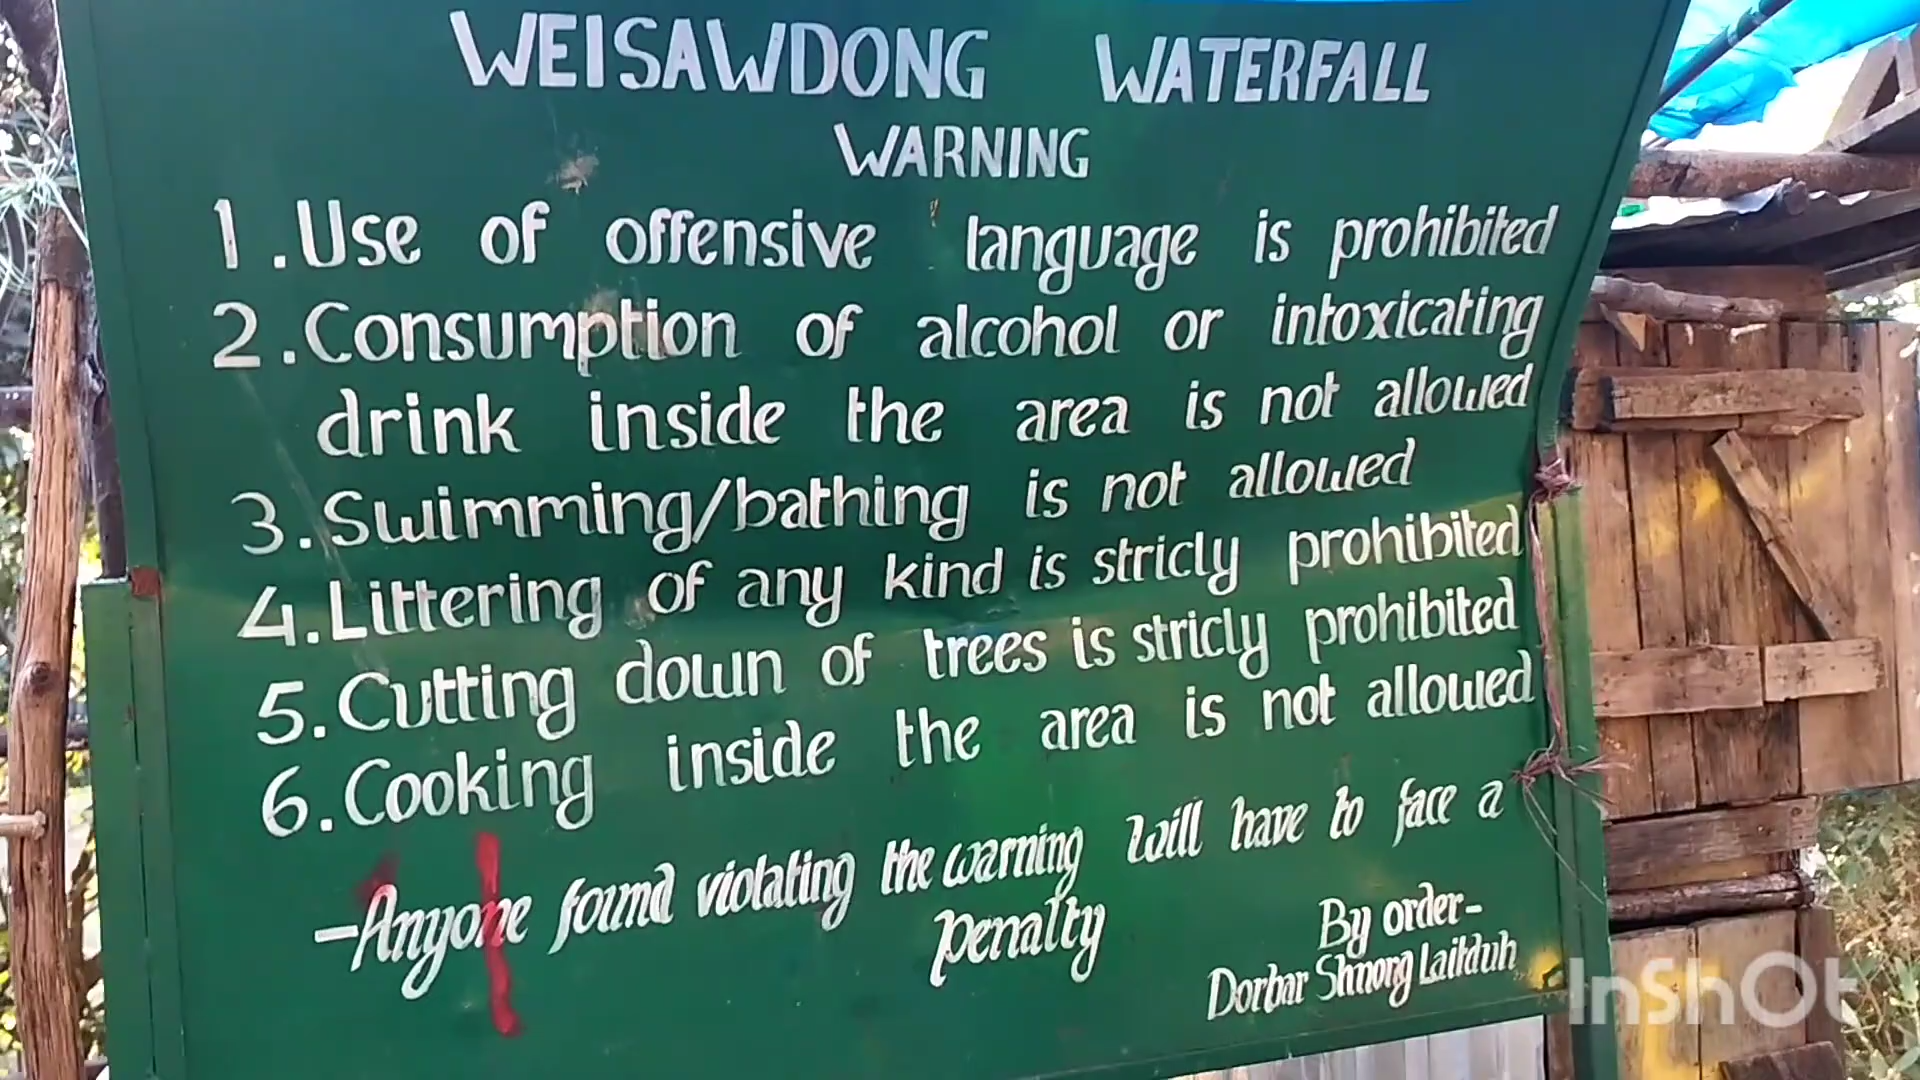 WEISAWDONG WATERFALL
WARNING
1.Use of offensive language is prohibited
2.Consumption of alcohol or intoxicating
drink inside the area is not allowed
3.Swimming/bathing is not allowed
4.Littering of any kind is stricly prohibited
5.Cutting down of trees is stricly prohibited
6.Cooking inside the area is not allowed
-Anyone found violating the warning will have to face a
penalty
By order-
Dorbar Shnong Laitduh
InShOt